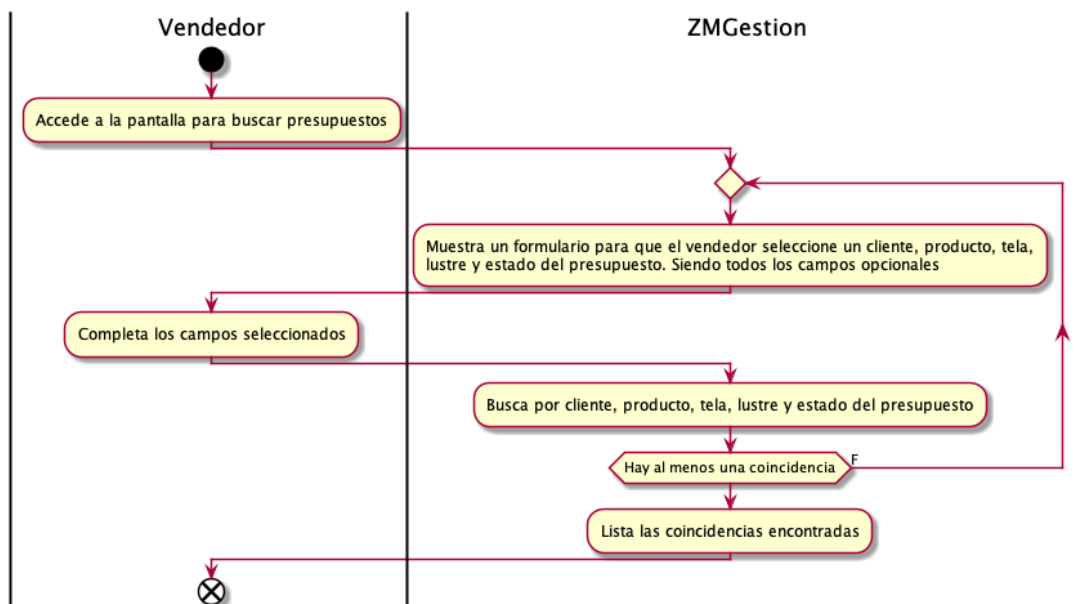 Vendedor
ZMGestion
Accede a la pantalla para buscar presupuestos
Muestra un formulario para que el vendedor seleccione un cliente, producto, tela,
lustre y estado del presupuesto. Siendo todos los campos opcionales
Completa los campos seleccionados
Busca por cliente, producto, tela, lustre y estado del presupuesto
Hay al menos una coincidencia
F
Lista las coincidencias encontradas